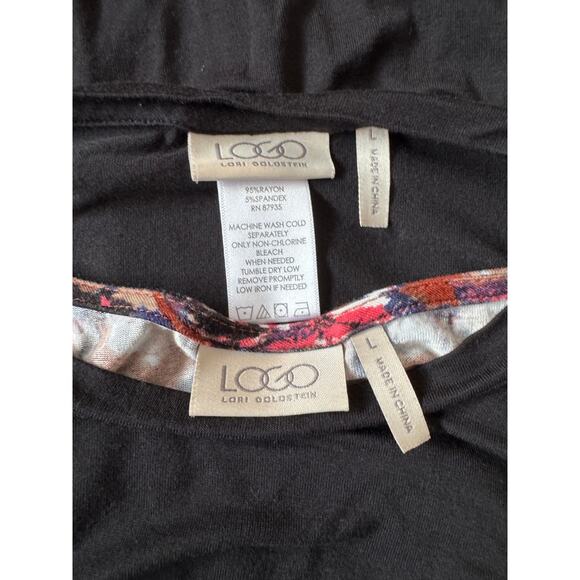 LOGO
LORI GOLDSTEIN
L
MADE IN CHINA
95%RAYON
5%SPANDEX
RN 87935
MACHINE WASH COLD
SEPARATELY
ONLY NON-CHLORINE
BLEACH
WHEN NEEDED
TUMBLE DRY LOW
REMOVE PROMPTLY
LOW IRON IF NEEDED
LOGO
LORI GOLDSTEIN
L
MADE IN CHINA